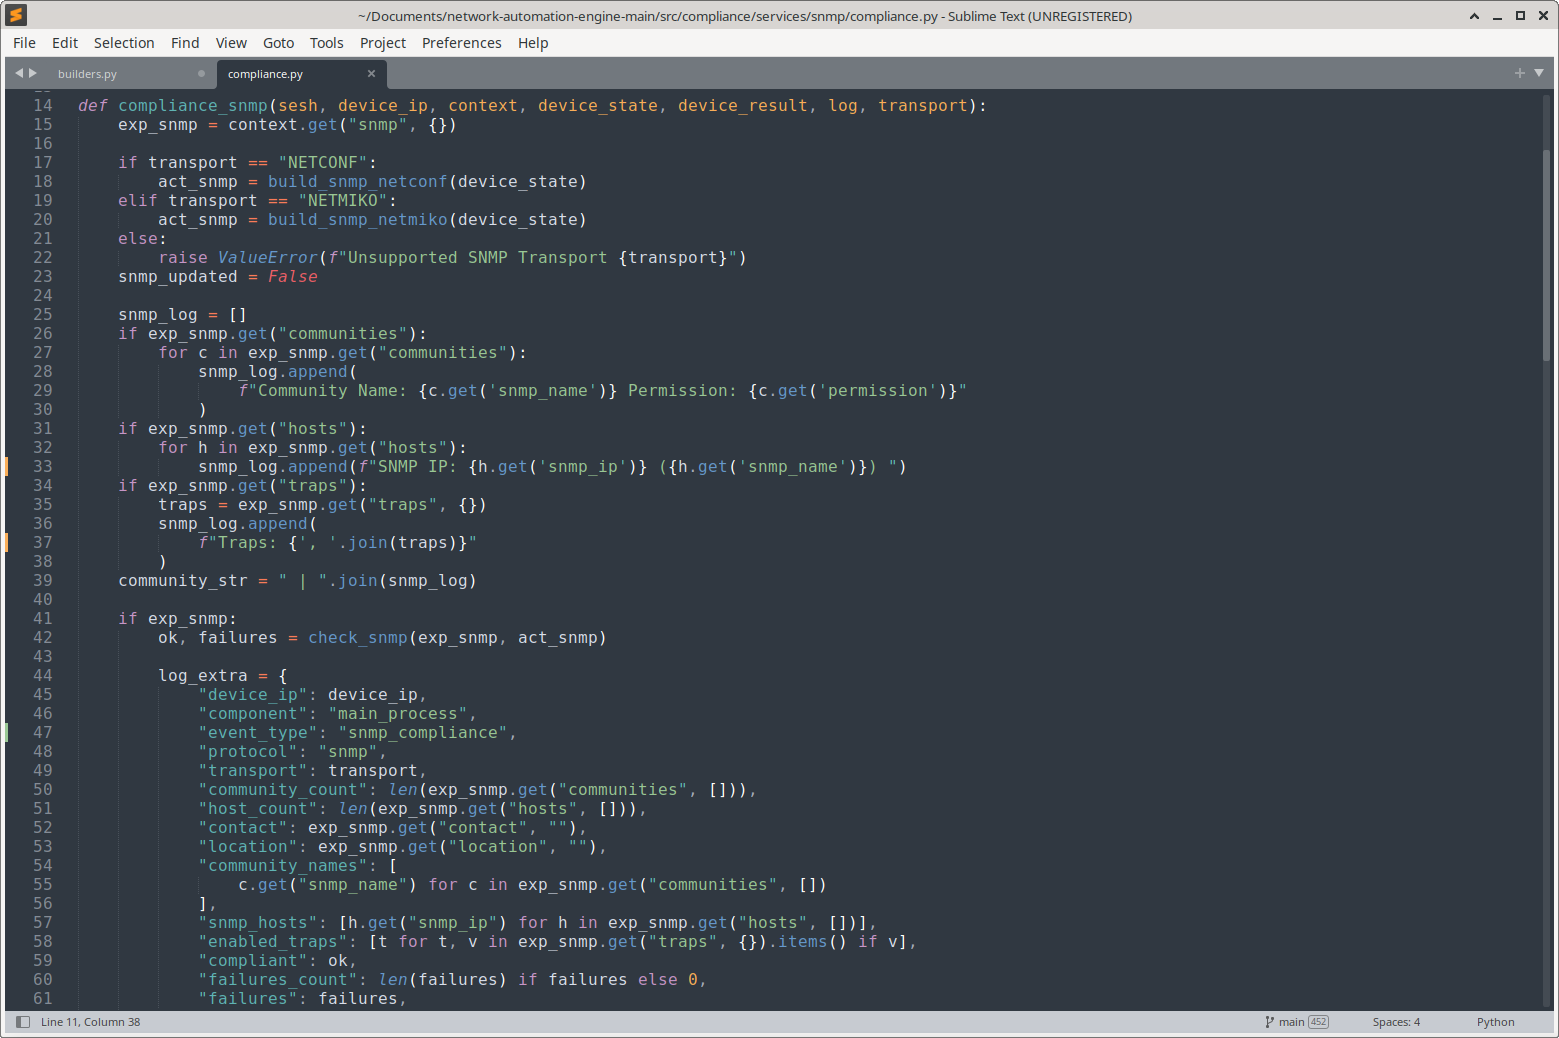 ~/Documents/network-automation-engine-main/src/compliance/services/snmp/compliance.py - Sublime Text (UNREGISTERED)
File Edit Selection Find View Goto Tools Project Preferences Help
builders.py compliance.py
14 def compliance_snmp(sesh, device_ip, context, device_state, device_result, log, transport):
15     exp_snmp = context.get("snmp", {})
16
17     if transport == "NETCONF":
18         act_snmp = build_snmp_netconf(device_state)
19     elif transport == "NETMIKO":
20         act_snmp = build_snmp_netmiko(device_state)
21     else:
22         raise ValueError(f"Unsupported SNMP Transport {transport}")
23     snmp_updated = False
24
25     snmp_log = []
26     if exp_snmp.get("communities"):
27         for c in exp_snmp.get("communities"):
28             snmp_log.append(
29                 f"Community Name: {c.get('snmp_name')} Permission: {c.get('permission')}"
30             )
31     if exp_snmp.get("hosts"):
32         for h in exp_snmp.get("hosts"):
33             snmp_log.append(f"SNMP IP: {h.get('snmp_ip')} ({h.get('snmp_name')}) ")
34     if exp_snmp.get("traps"):
35         traps = exp_snmp.get("traps", {})
36         snmp_log.append(
37             f"Traps: {', '.join(traps)}"
38         )
39     community_str = " | ".join(snmp_log)
40
41     if exp_snmp:
42         ok, failures = check_snmp(exp_snmp, act_snmp)
43
44         log_extra = {
45             "device_ip": device_ip,
46             "component": "main_process",
47             "event_type": "snmp_compliance",
48             "protocol": "snmp",
49             "transport": transport,
50             "community_count": len(exp_snmp.get("communities", [])),
51             "host_count": len(exp_snmp.get("hosts", [])),
52             "contact": exp_snmp.get("contact", ""),
53             "location": exp_snmp.get("location", ""),
54             "community_names": [
55                 c.get("snmp_name") for c in exp_snmp.get("communities", [])
56             ],
57             "snmp_hosts": [h.get("snmp_ip") for h in exp_snmp.get("hosts", [])],
58             "enabled_traps": [t for t, v in exp_snmp.get("traps", {}).items() if v],
59             "compliant": ok,
60             "failures_count": len(failures) if failures else 0,
61             "failures": failures,
Line 11, Column 38 main 452 Spaces: 4 Python